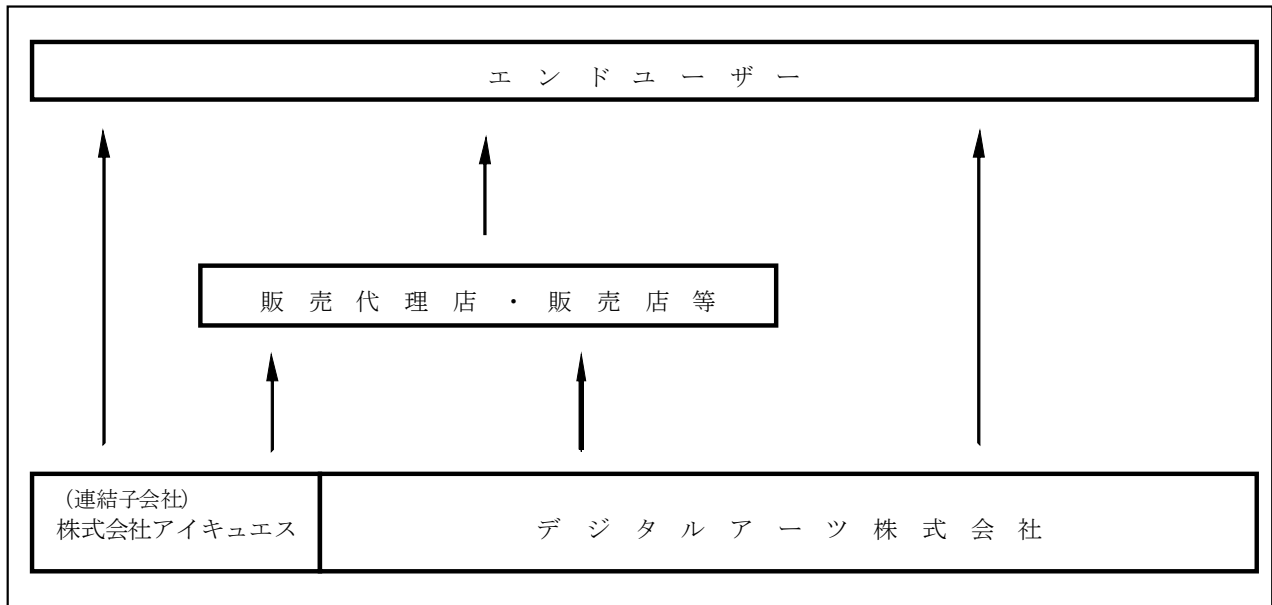 エンドユーザー
販売代理店・販売店等
(連結子会社)
株式会社アイキュエス
デジタルアーツ株式会社